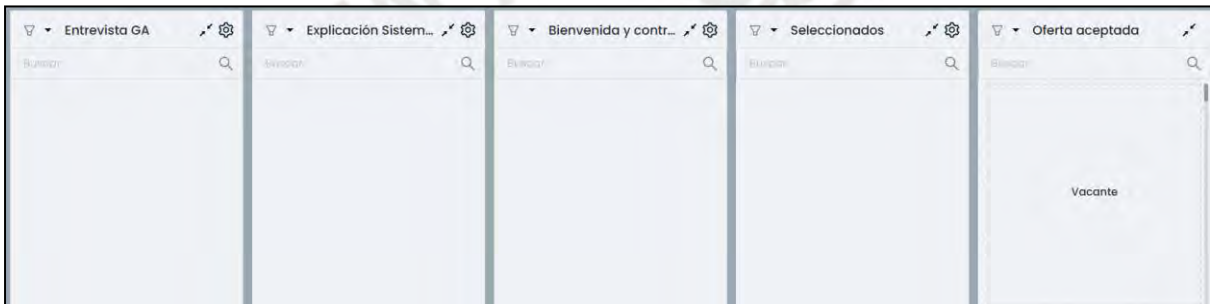 Entrevista GA
Explicación Sistem...
Bienvenida y contr...
Seleccionados
Oferta aceptada
Buscar
Buscar
Buscar
Buscar
Buscar
Vacante